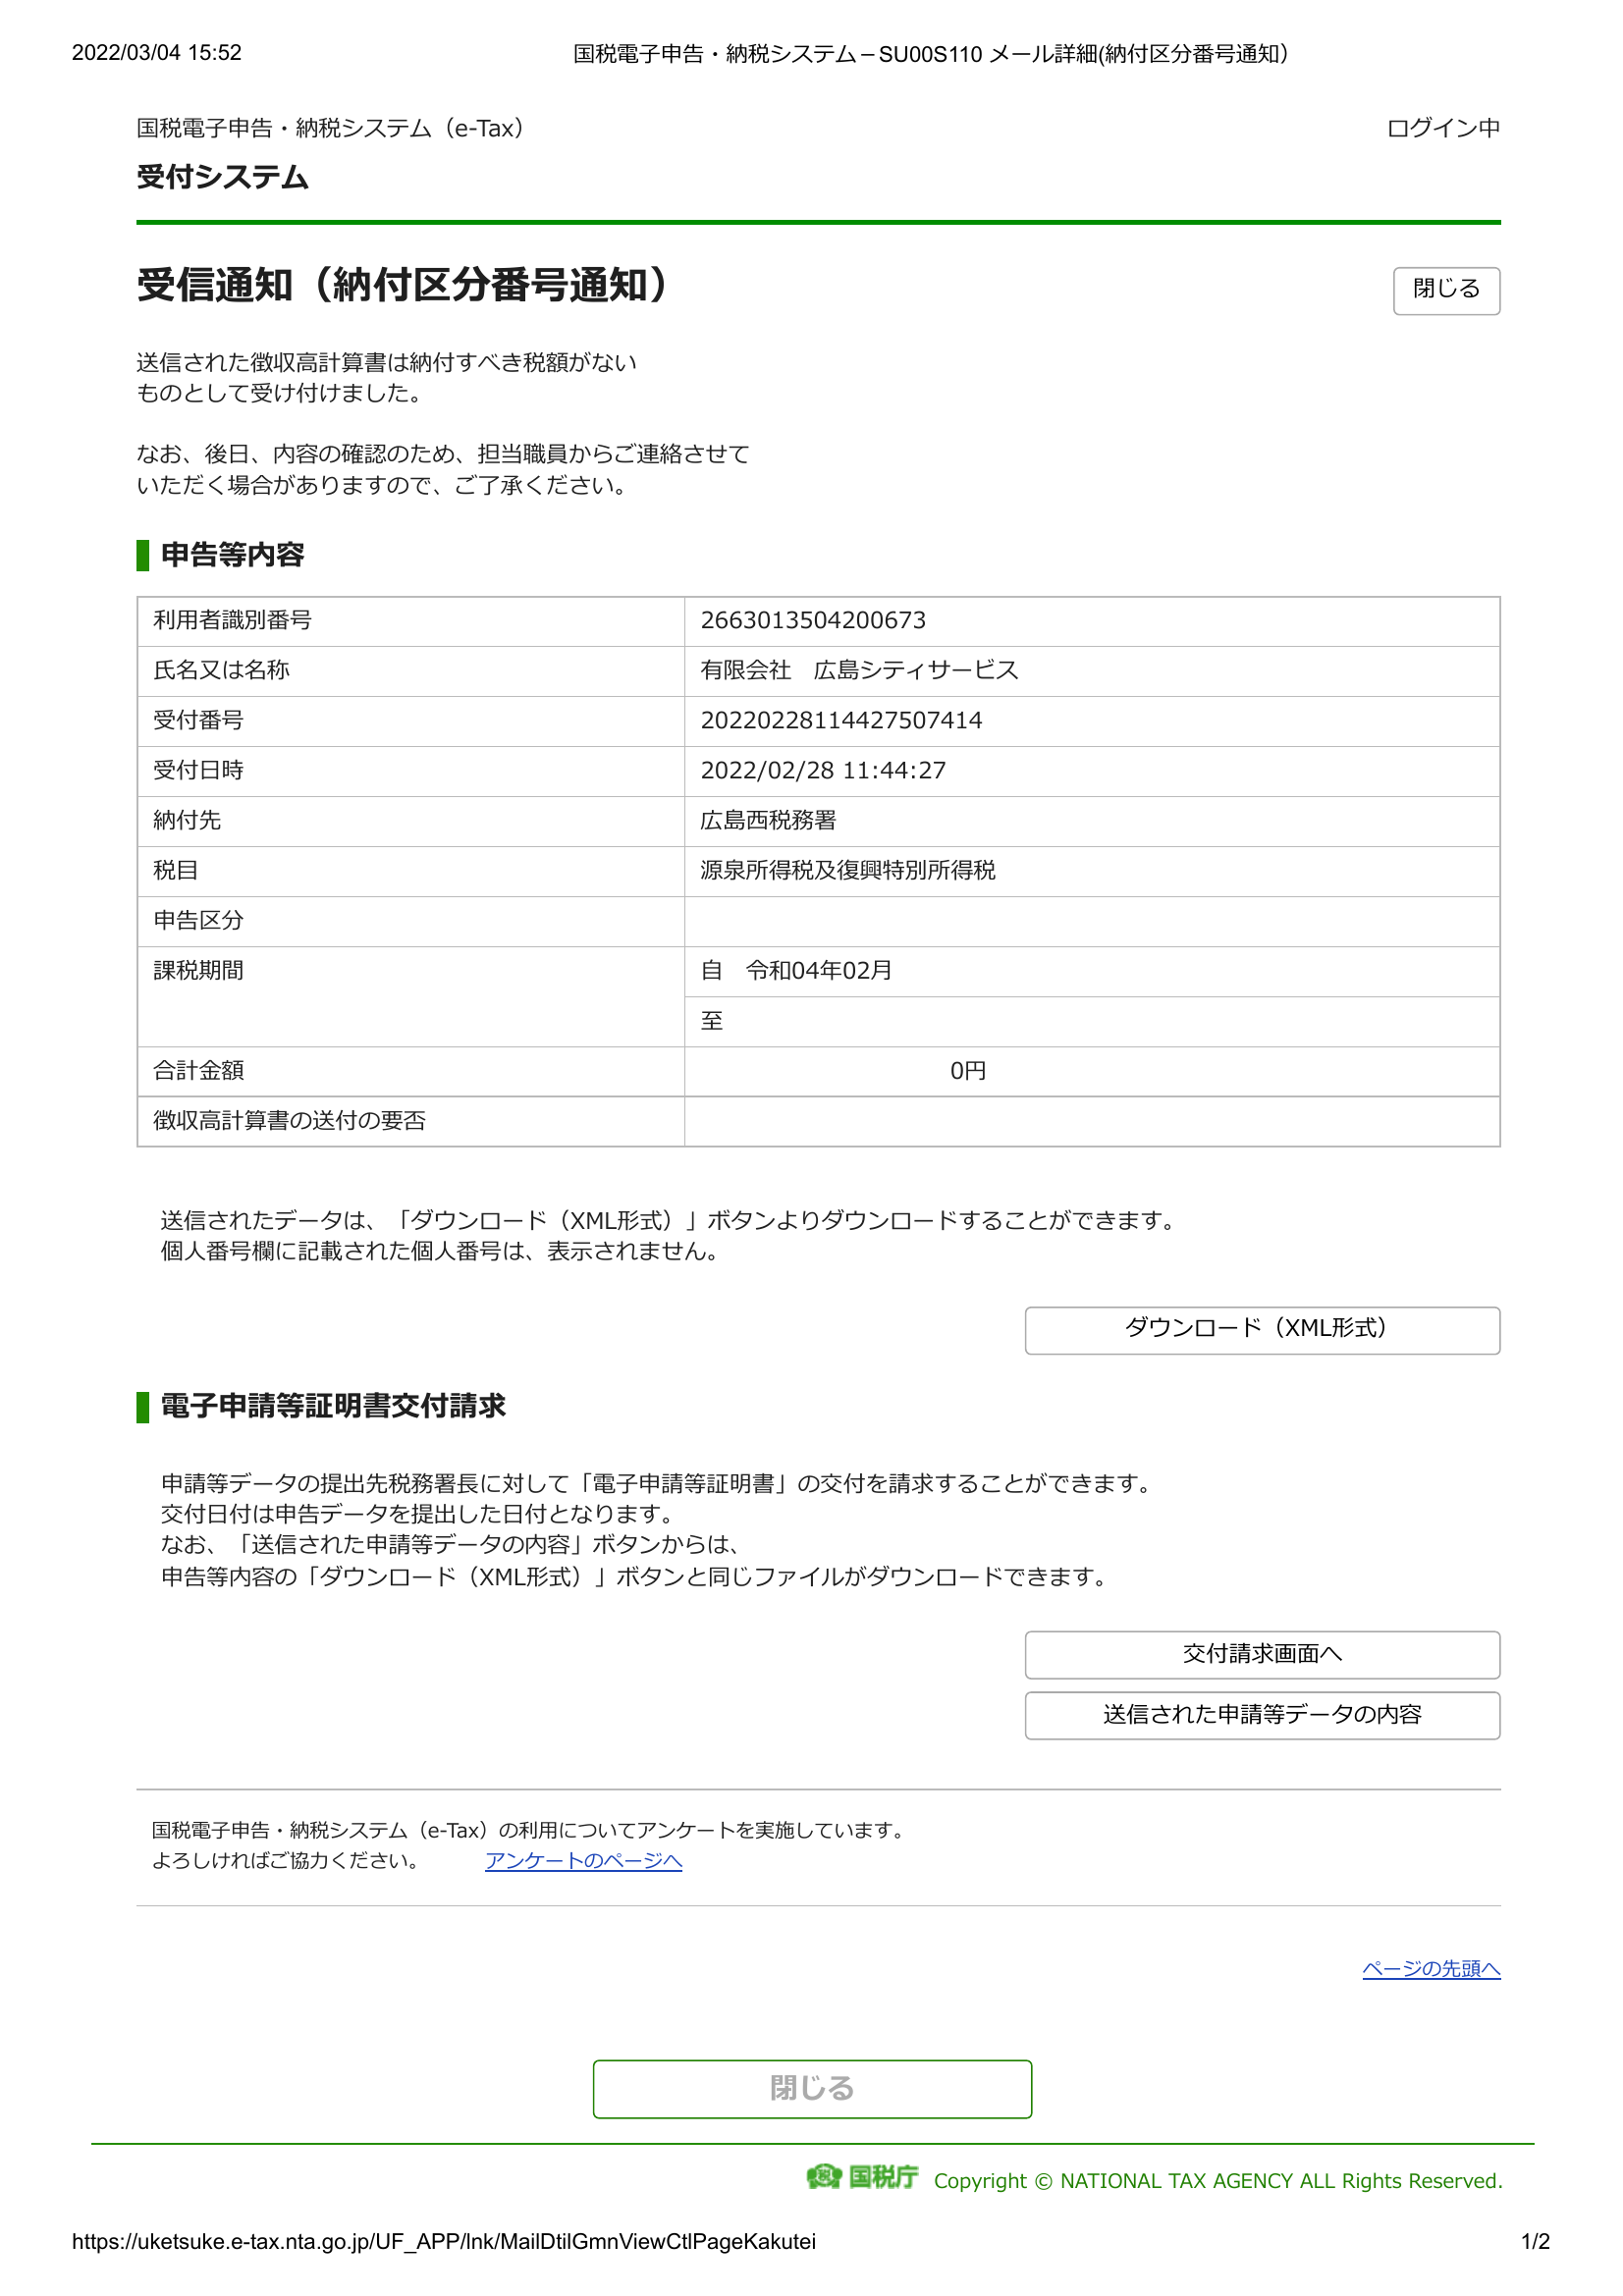 2022/03/04 15:52 国税電子申告・納税システム－SU00S110 メール詳細(納付区分番号通知）
国税電子申告・納税システム（e-Tax） ログイン中
受付システム
受信通知（納付区分番号通知） 閉じる
送信された徴収高計算書は納付すべき税額がない
ものとして受け付けました。
なお、後日、内容の確認のため、担当職員からご連絡させて
いただく場合がありますので、ご了承ください。
申告等内容
利用者識別番号 2663013504200673
氏名又は名称 有限会社　広島シティサービス
受付番号 20220228114427507414
受付日時 2022/02/28 11:44:27
納付先 広島西税務署
税目 源泉所得税及復興特別所得税
申告区分
課税期間 自　令和04年02月
至
合計金額 0円
徴収高計算書の送付の要否
送信されたデータは、「ダウンロード（XML形式）」ボタンよりダウンロードすることができます。
個人番号欄に記載された個人番号は、表示されません。
ダウンロード（XML形式）
電子申請等証明書交付請求
申請等データの提出先税務署長に対して「電子申請等証明書」の交付を請求することができます。
交付日付は申告データを提出した日付となります。
なお、「送信された申請等データの内容」ボタンからは、
申告等内容の「ダウンロード（XML形式）」ボタンと同じファイルがダウンロードできます。
交付請求画面へ
送信された申請等データの内容
国税電子申告・納税システム（e-Tax）の利用についてアンケートを実施しています。
よろしければご協力ください。 アンケートのページへ
ページの先頭へ
閉じる
税 国税庁 Copyright © NATIONAL TAX AGENCY ALL Rights Reserved.
https://uketsuke.e-tax.nta.go.jp/UF_APP/lnk/MailDtilGmnViewCtlPageKakutei 1/2